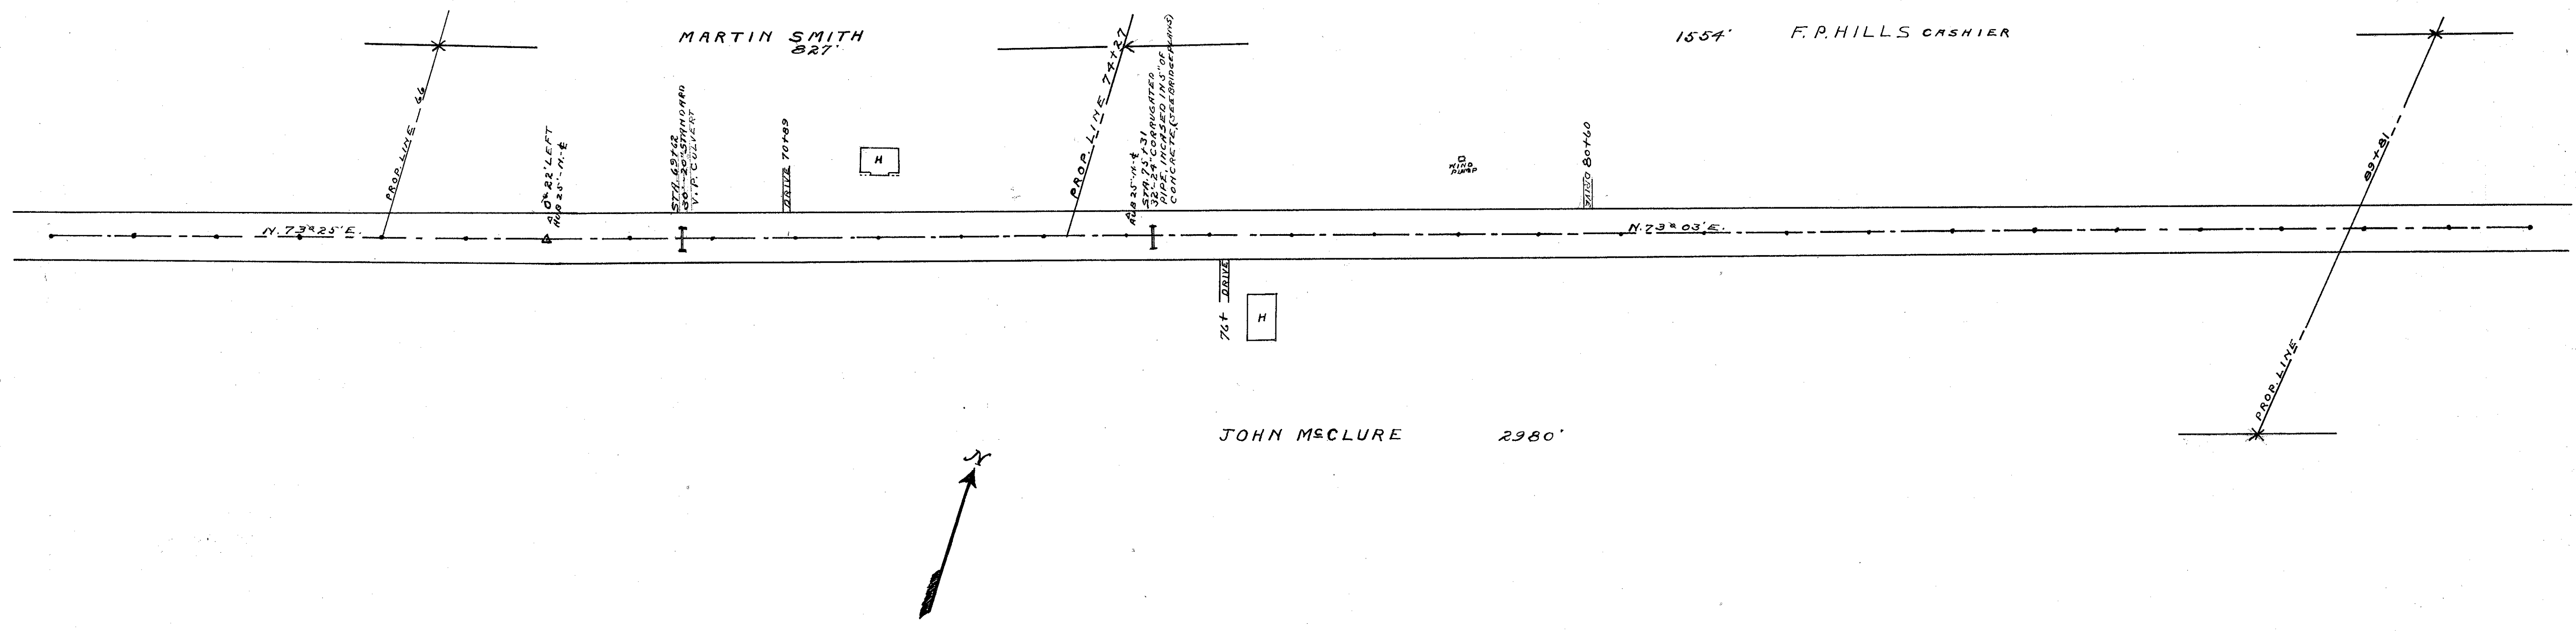 MARTIN SMITH
827'
1554' F.P. HILLS CASHIER
PROP. LINE — 66
△ 0° 22' LEFT
HUB 25'-N.-℄
STA. 69+62
30'-20" STANDARD
V.P. CULVERT
DRIVE 70+89
H
PROP. LINE 74+27
HUB 25'-N-℄
STA. 75+31
32'-24" CORRUGATED
PIPE, INCASED IN 5" OF
CONCRETE, (SEE BRIDGE PLANS)
WIND
PUMP
DRIVE 80+60
89+81
PROP. LINE
N. 73° 25' E.
N. 73° 03' E.
76+ DRIVE
H
JOHN McCLURE 2980'
N